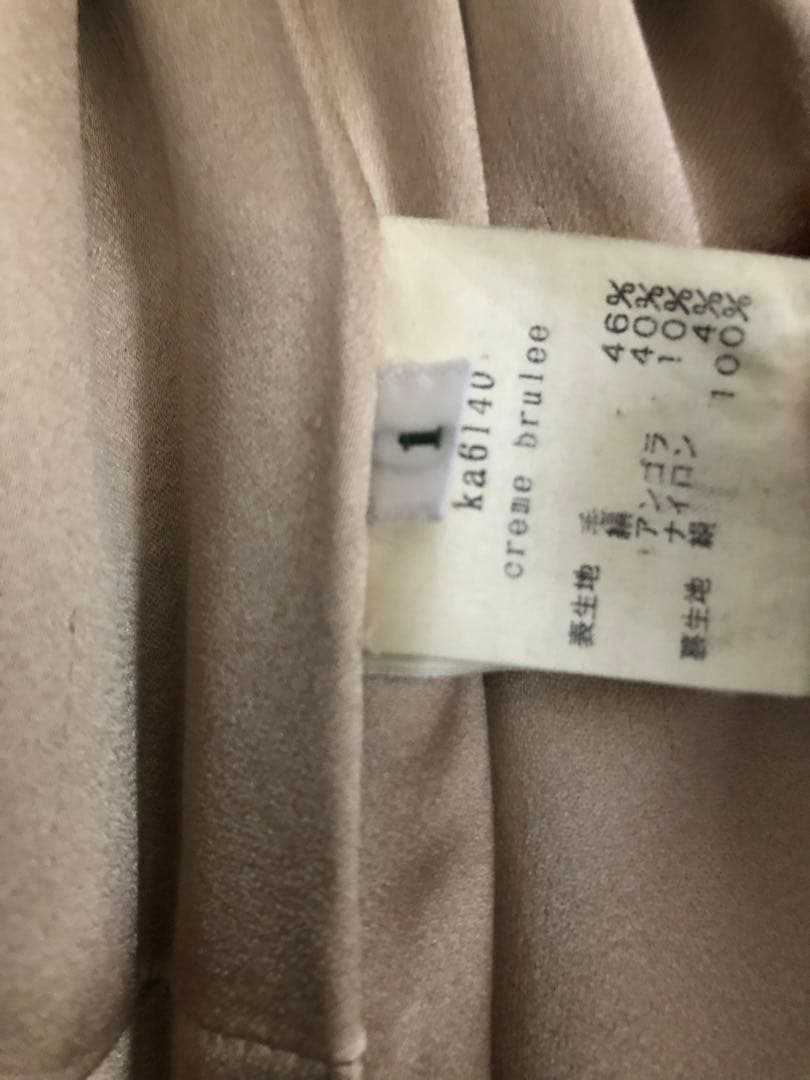 1
ka6140
creme brulee
表生地 毛 46%
絹 40%
アンゴラ 10%
ナイロン 4%
裏生地 絹 100%